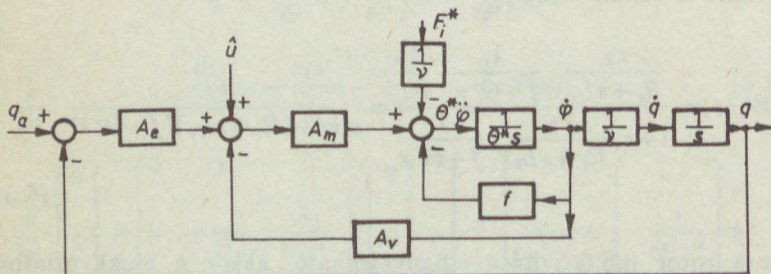 F_i^*
û
1/ν
q_a + - A_e + + - A_m + - - Θ*φ̈ 1/Θ*s φ̇ 1/ν q̇ 1/s q
f
A_v